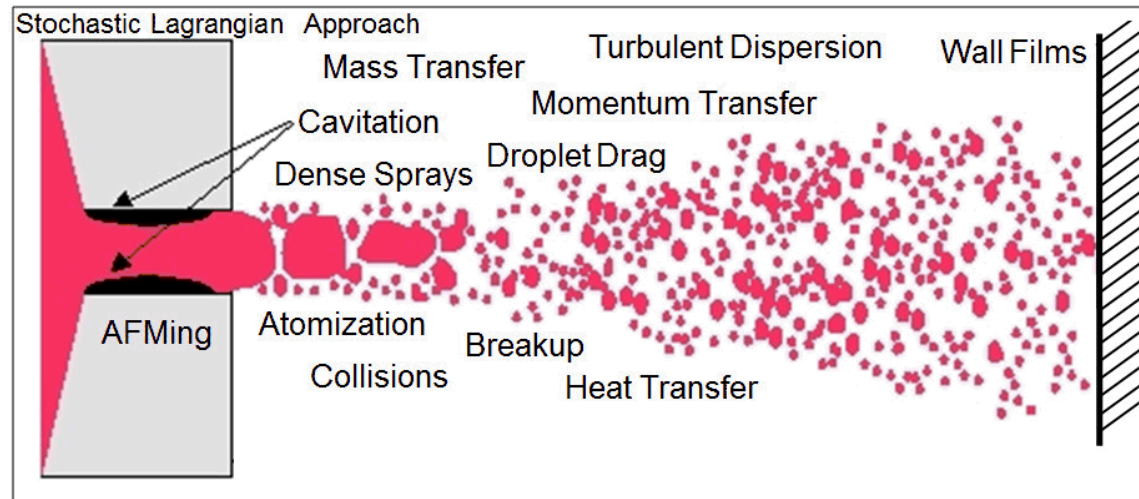 Stochastic Lagrangian Approach
Turbulent Dispersion
Wall Films
Mass Transfer
Momentum Transfer
Cavitation
Droplet Drag
Dense Sprays
AFMing
Atomization
Breakup
Collisions
Heat Transfer